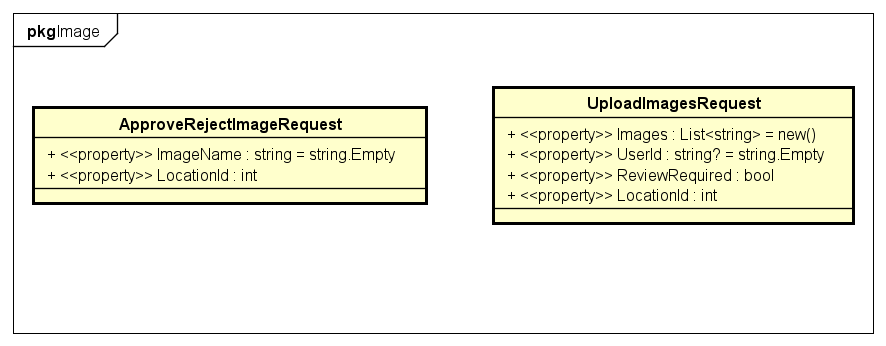 pkg Image
ApproveRejectImageRequest
+ <<property>> ImageName : string = string.Empty
+ <<property>> LocationId : int
UploadImagesRequest
+ <<property>> Images : List<string> = new()
+ <<property>> UserId : string? = string.Empty
+ <<property>> ReviewRequired : bool
+ <<property>> LocationId : int